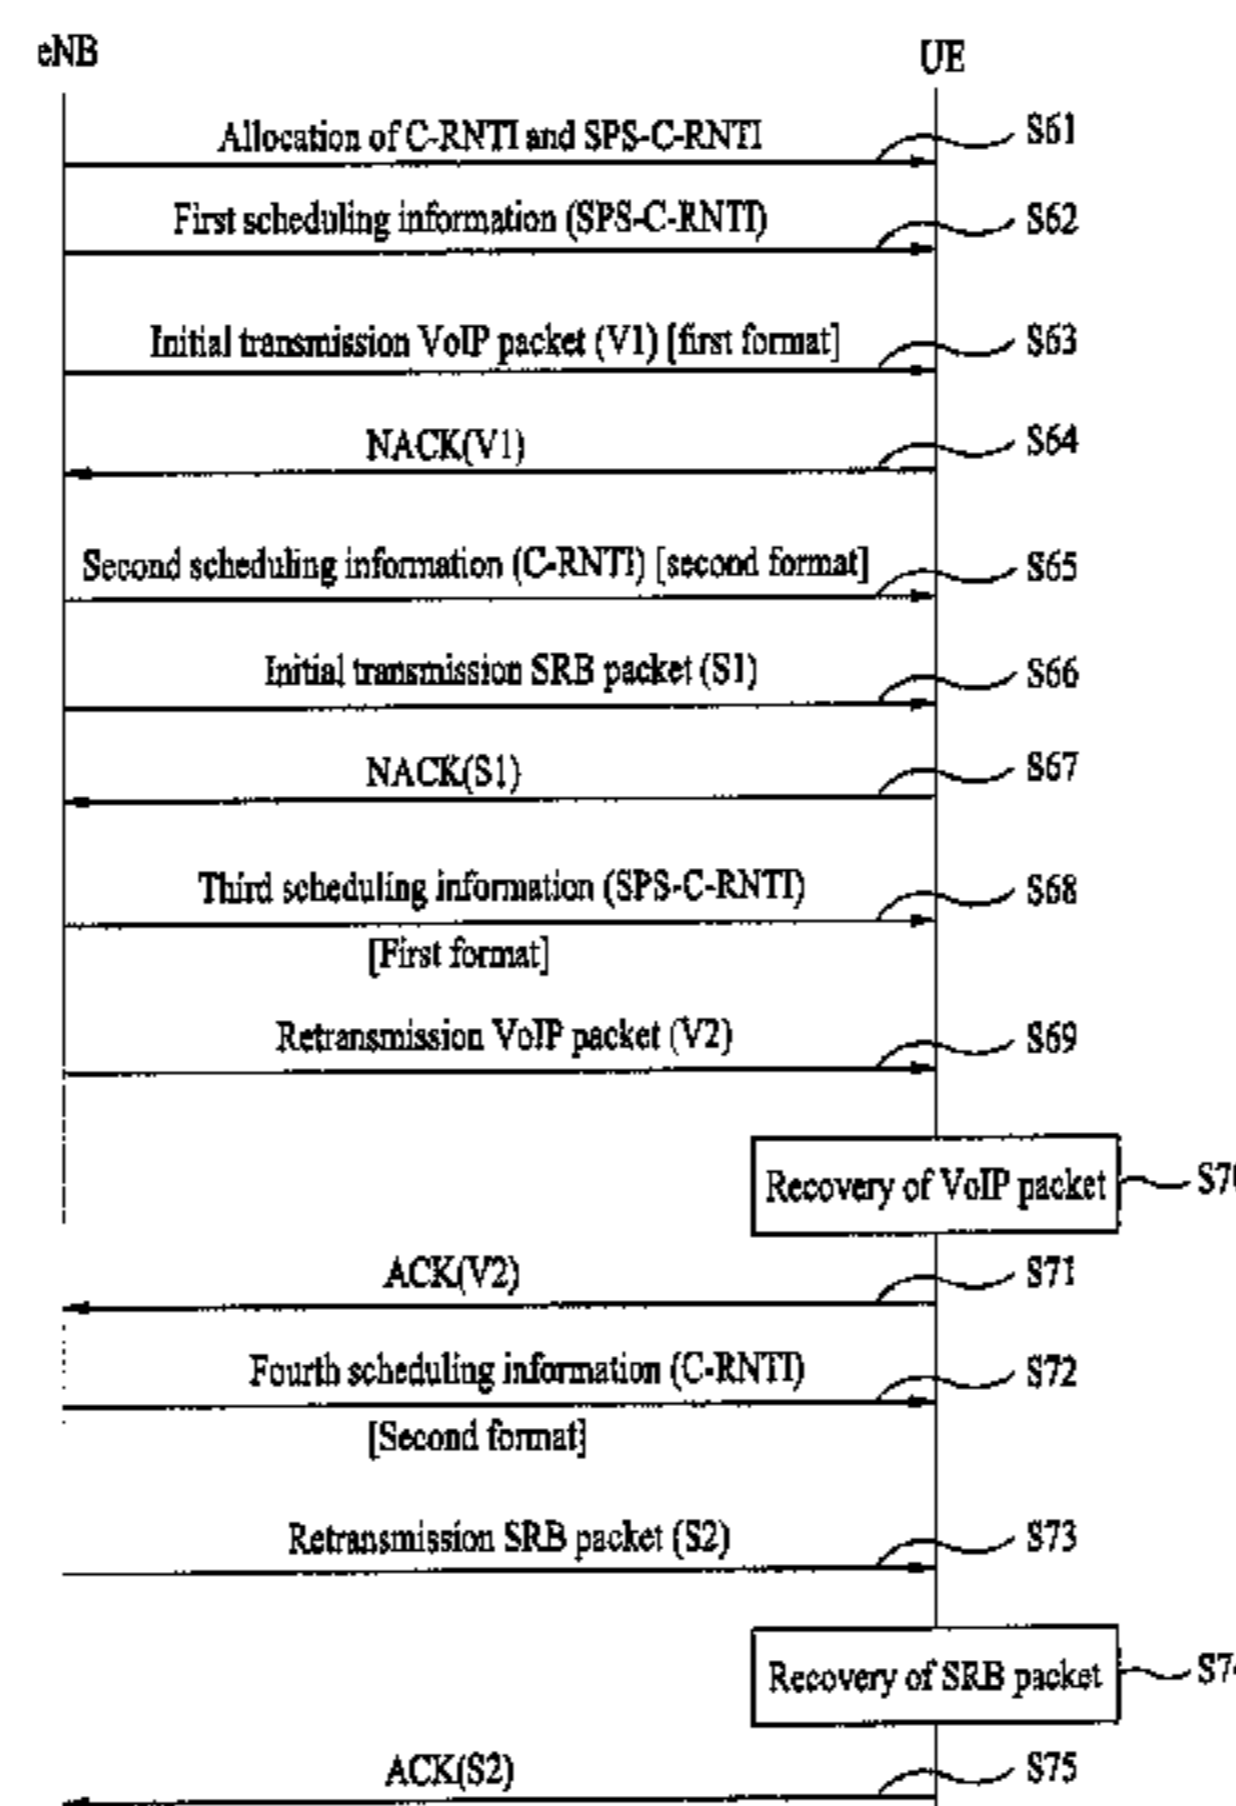 eNB
UE
Allocation of C-RNTI and SPS-C-RNTI
S61
First scheduling information (SPS-C-RNTI)
S62
Initial transmission VoIP packet (V1) [first format]
S63
NACK(V1)
S64
Second scheduling information (C-RNTI) [second format]
S65
Initial transmission SRB packet (S1)
S66
NACK(S1)
S67
Third scheduling information (SPS-C-RNTI)
S68
[First format]
Retransmission VoIP packet (V2)
S69
Recovery of VoIP packet
S70
ACK(V2)
S71
Fourth scheduling information (C-RNTI)
S72
[Second format]
Retransmission SRB packet (S2)
S73
Recovery of SRB packet
S74
ACK(S2)
S75